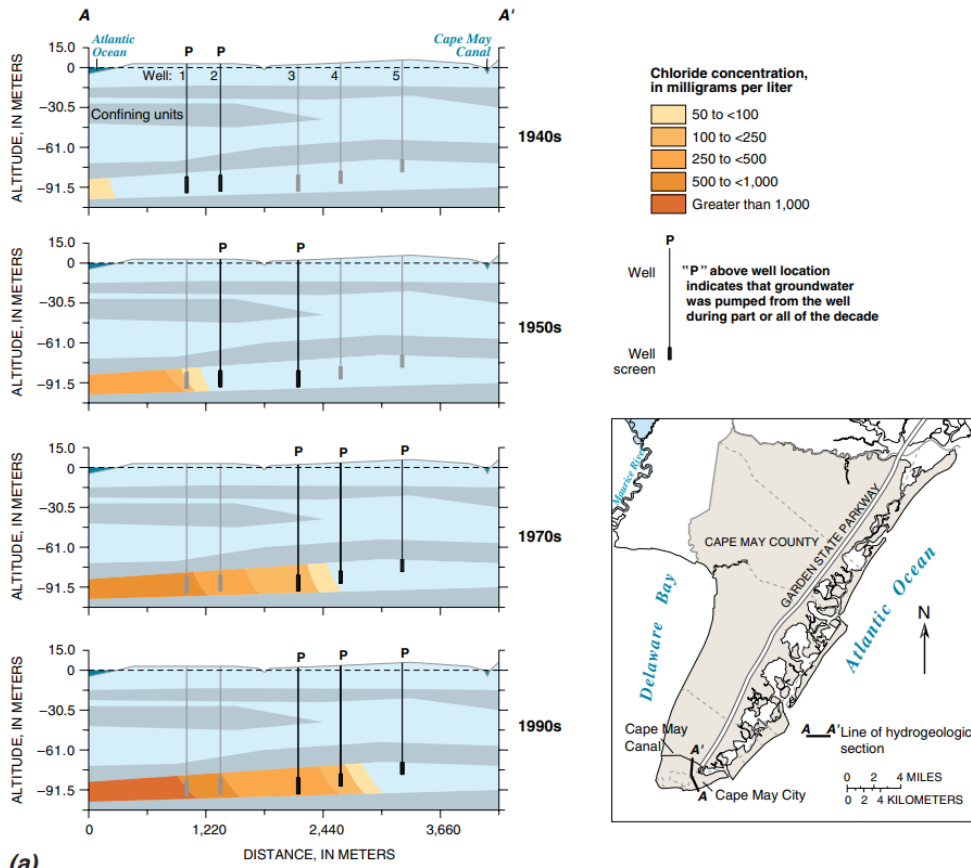 A
A'
Atlantic
Ocean
Cape May
Canal
P
P
15.0
0
−30.5
−61.0
−91.5
ALTITUDE, IN METERS
Well: 1
2
3
4
5
Confining units
1940s
P
P
15.0
0
−30.5
−61.0
−91.5
ALTITUDE, IN METERS
1950s
P
P
P
15.0
0
−30.5
−61.0
−91.5
ALTITUDE, IN METERS
1970s
P
P
P
15.0
0
−30.5
−61.0
−91.5
ALTITUDE, IN METERS
1990s
0
1,220
2,440
3,660
DISTANCE, IN METERS
(a)
Chloride concentration,
in milligrams per liter
50 to <100
100 to <250
250 to <500
500 to <1,000
Greater than 1,000
P
Well
Well
screen
"P" above well location
indicates that groundwater
was pumped from the well
during part or all of the
decade
Maurice River
CAPE MAY COUNTY
GARDEN STATE PARKWAY
Delaware Bay
Atlantic Ocean
N
Cape May
Canal
A'
A
Cape May City
A A' Line of hydrogeologic
section
0 2 4 MILES
0 2 4 KILOMETERS